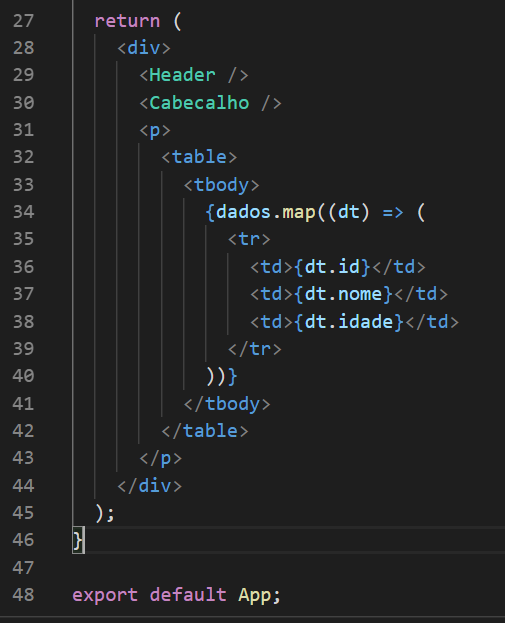 27 return (
28 <div>
29 <Header />
30 <Cabecalho />
31 <p>
32 <table>
33 <tbody>
34 {dados.map((dt) => (
35 <tr>
36 <td>{dt.id}</td>
37 <td>{dt.nome}</td>
38 <td>{dt.idade}</td>
39 </tr>
40 ))}
41 </tbody>
42 </table>
43 </p>
44 </div>
45 );
46 }
47
48 export default App;